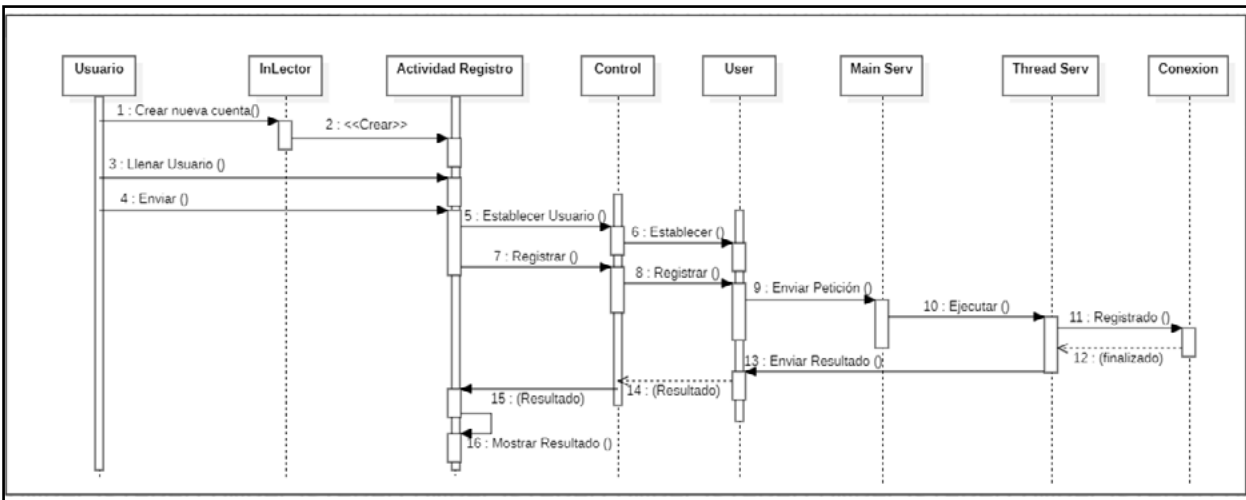 Usuario
InLector
Actividad Registro
Control
User
Main Serv
Thread Serv
Conexion
1 : Crear nueva cuenta()
2 : <<Crear>>
3 : Llenar Usuario ()
4 : Enviar ()
5 : Establecer Usuario ()
6 : Establecer ()
7 : Registrar ()
8 : Registrar ()
9 : Enviar Petición ()
10 : Ejecutar ()
11 : Registrado ()
12 : (finalizado)
13 : Enviar Resultado ()
14 : (Resultado)
15 : (Resultado)
16 : Mostrar Resultado ()